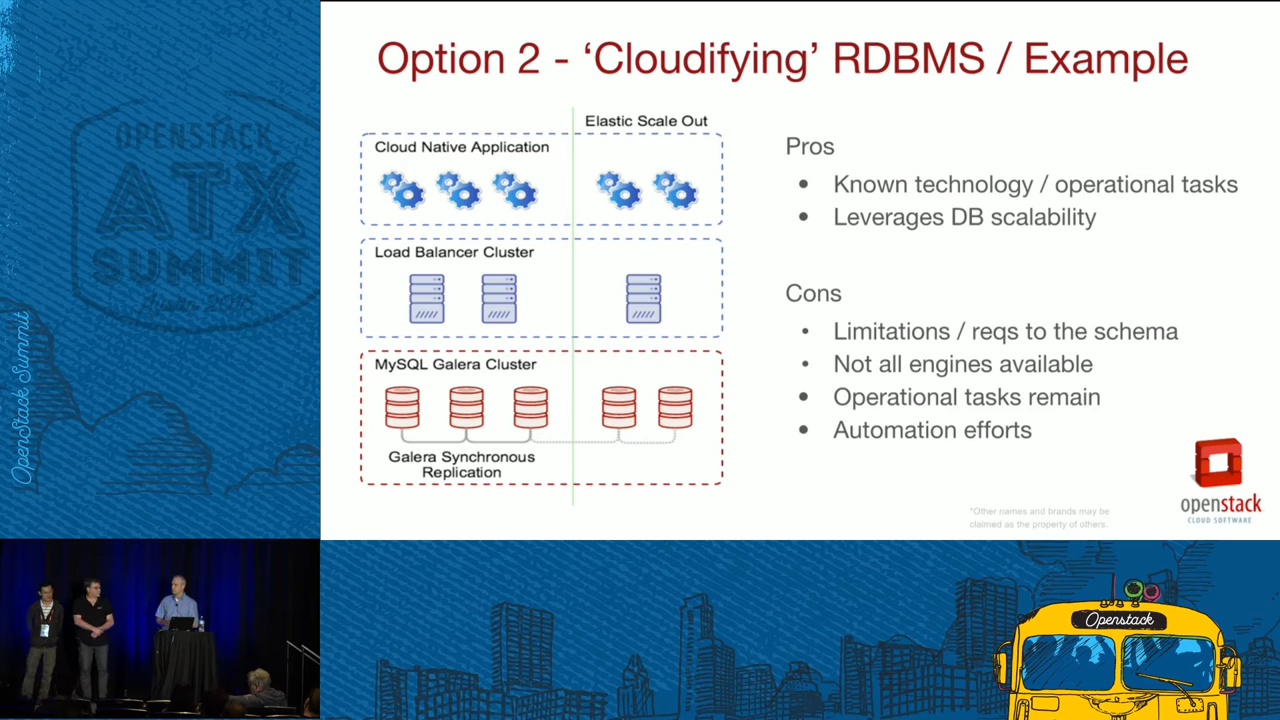 Option 2 - ‘Cloudifying’ RDBMS / Example
Elastic Scale Out
Cloud Native Application
Load Balancer Cluster
MySQL Galera Cluster
Galera Synchronous
Replication
Pros
• Known technology / operational tasks
• Leverages DB scalability
Cons
• Limitations / reqs to the schema
• Not all engines available
• Operational tasks remain
• Automation efforts
*Other names and brands may be
claimed as the property of others.
openstack
CLOUD SOFTWARE
OPENSTACK
ATX
SUMMIT
OpenStack Summit
Openstack